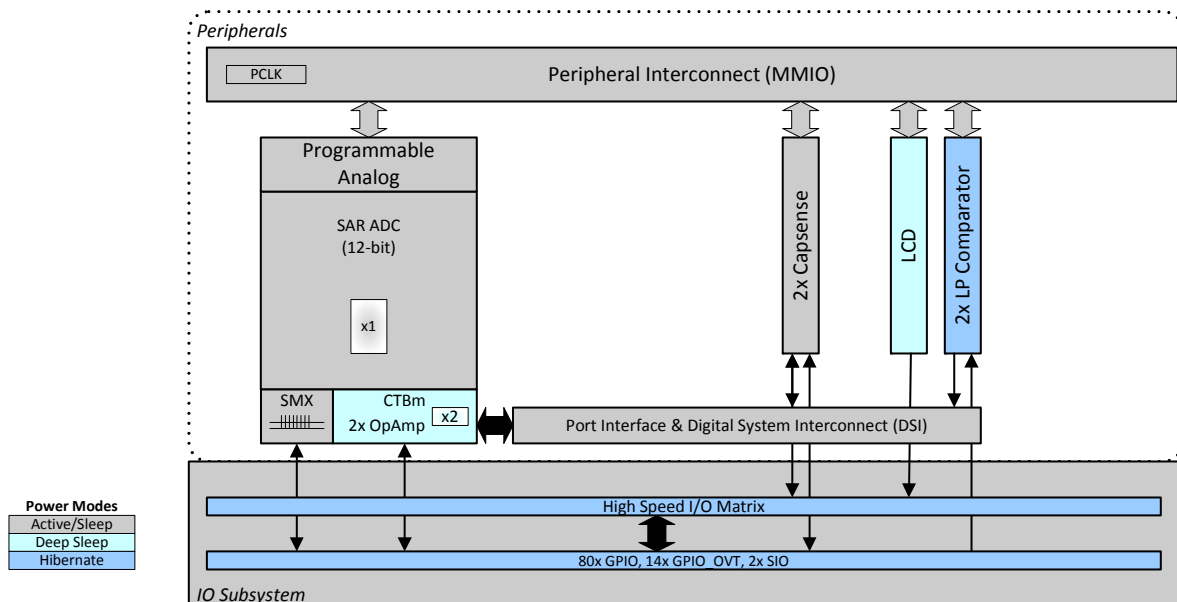 Peripherals
PCLK
Peripheral Interconnect (MMIO)
Programmable
Analog
SAR ADC
(12-bit)
x1
2x Capsense
LCD
2x LP Comparator
SMX
CTBm
2x OpAmp
x2
Port Interface & Digital System Interconnect (DSI)
Power Modes
Active/Sleep
Deep Sleep
Hibernate
High Speed I/O Matrix
80x GPIO, 14x GPIO_OVT, 2x SIO
IO Subsystem